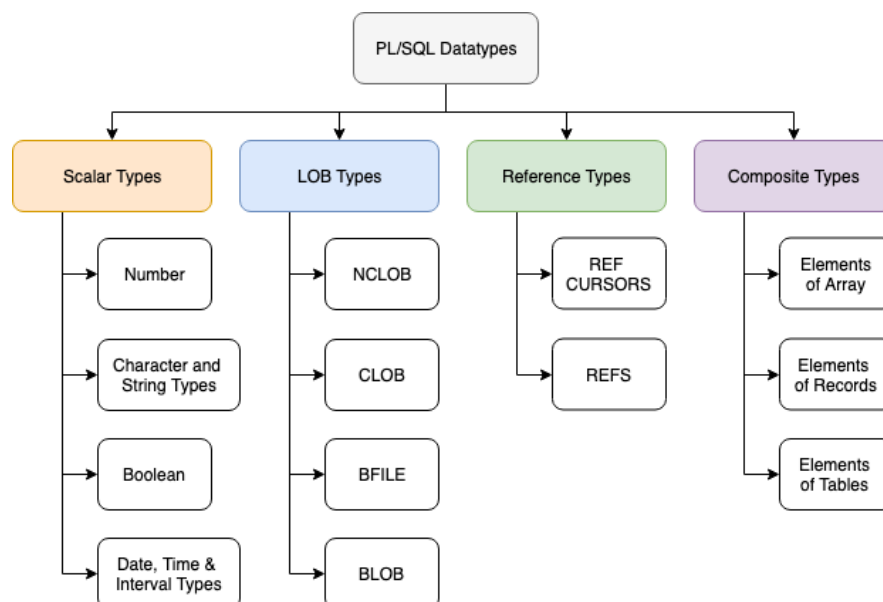 PL/SQL Datatypes
Scalar Types
LOB Types
Reference Types
Composite Types
Number
NCLOB
REF
CURSORS
Elements
of Array
Character and
String Types
CLOB
REFS
Elements
of Records
Boolean
BFILE
Elements
of Tables
Date, Time &
Interval Types
BLOB